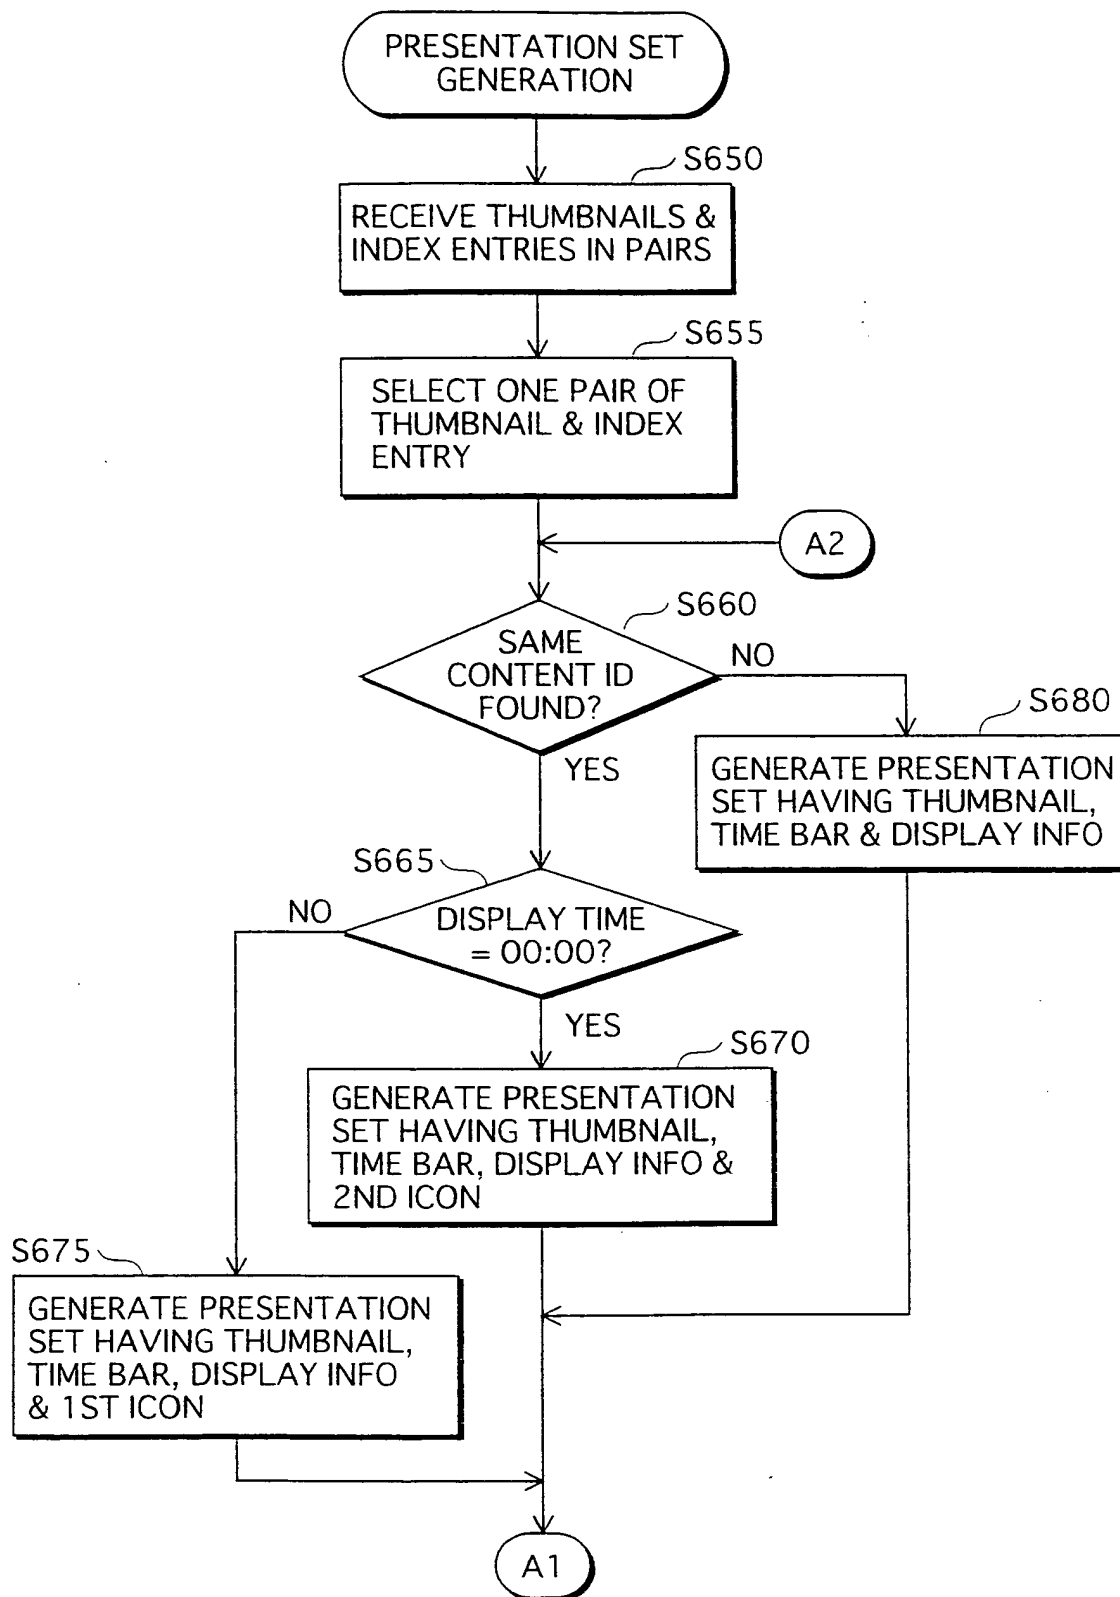 PRESENTATION SET
GENERATION
S650
RECEIVE THUMBNAILS &
INDEX ENTRIES IN PAIRS
S655
SELECT ONE PAIR OF
THUMBNAIL & INDEX
ENTRY
A2
S660
SAME
CONTENT ID
FOUND?
NO
YES
S680
GENERATE PRESENTATION
SET HAVING THUMBNAIL,
TIME BAR & DISPLAY INFO
S665
DISPLAY TIME
= 00:00?
NO
YES
S670
GENERATE PRESENTATION
SET HAVING THUMBNAIL,
TIME BAR, DISPLAY INFO &
2ND ICON
S675
GENERATE PRESENTATION
SET HAVING THUMBNAIL,
TIME BAR, DISPLAY INFO
& 1ST ICON
A1